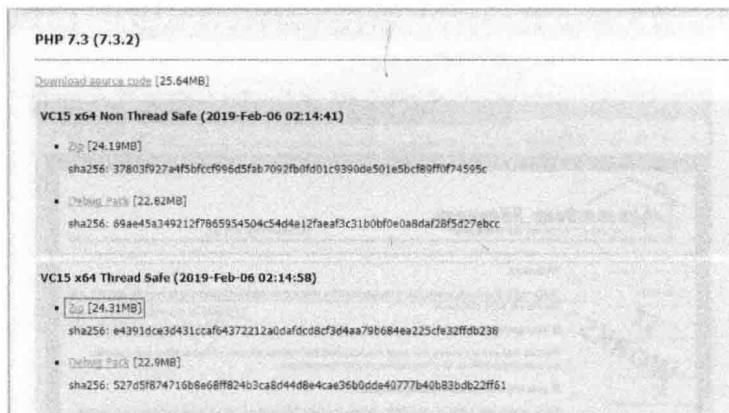 PHP 7.3 (7.3.2)
Download source code [25.64MB]
VC15 x64 Non Thread Safe (2019-Feb-06 02:14:41)
Zip [24.19MB]
sha256: 37803f927a4f5bfccf996d5fab7092fb0fd01c9390de501e5bcf89ff0f74595c
Debug Pack [22.82MB]
sha256: 69ae45a349212f7865954504c54d4e12faeaf3c31b0bf0e0a8daf28f5d27ebcc
VC15 x64 Thread Safe (2019-Feb-06 02:14:58)
Zip [24.31MB]
sha256: e4391dce3d431ccaf64372212a0dafdcd8cf3d4aa79b684ea225cfe32ffdb238
Debug Pack [22.9MB]
sha256: 527d5f874716b8e68ff824b3ca8d44d8e4cae36b0dde40777b40b83bdb22ff61